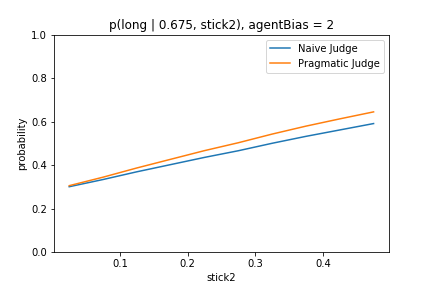 p(long | 0.675, stick2), agentBias = 2
Naive Judge
Pragmatic Judge
probability
1.0
0.8
0.6
0.4
0.2
0.0
0.1 0.2 0.3 0.4
stick2